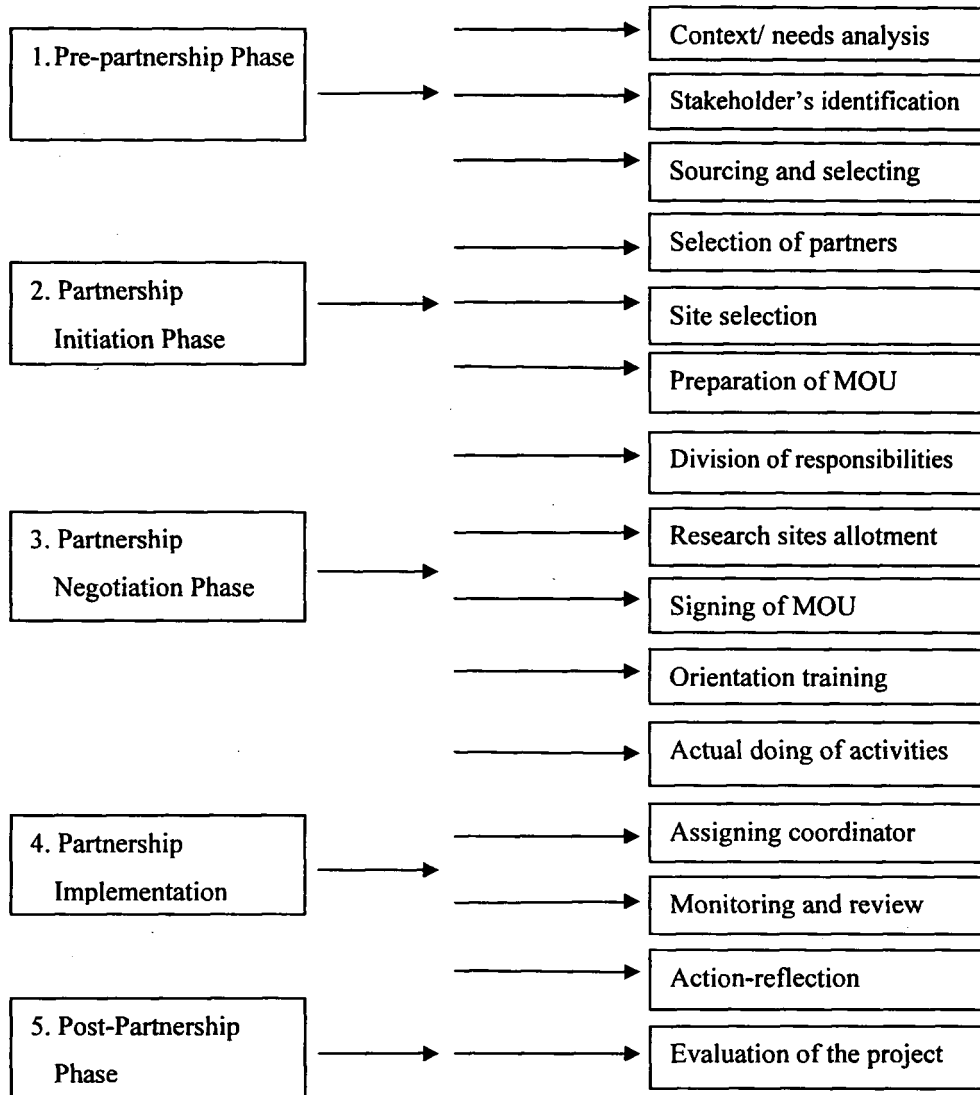 1. Pre-partnership Phase
Context/ needs analysis
Stakeholder’s identification
Sourcing and selecting
2. Partnership
Initiation Phase
Selection of partners
Site selection
Preparation of MOU
3. Partnership
Negotiation Phase
Division of responsibilities
Research sites allotment
Signing of MOU
Orientation training
4. Partnership
Implementation
Actual doing of activities
Assigning coordinator
Monitoring and review
Action-reflection
5. Post-Partnership
Phase
Evaluation of the project